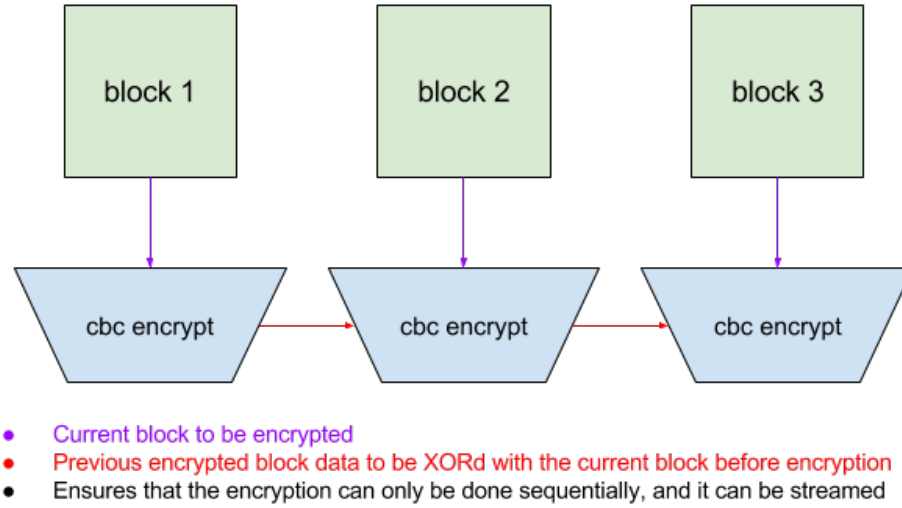 block 1
block 2
block 3
cbc encrypt
cbc encrypt
cbc encrypt
Current block to be encrypted
Previous encrypted block data to be XORd with the current block before encryption
Ensures that the encryption can only be done sequentially, and it can be streamed